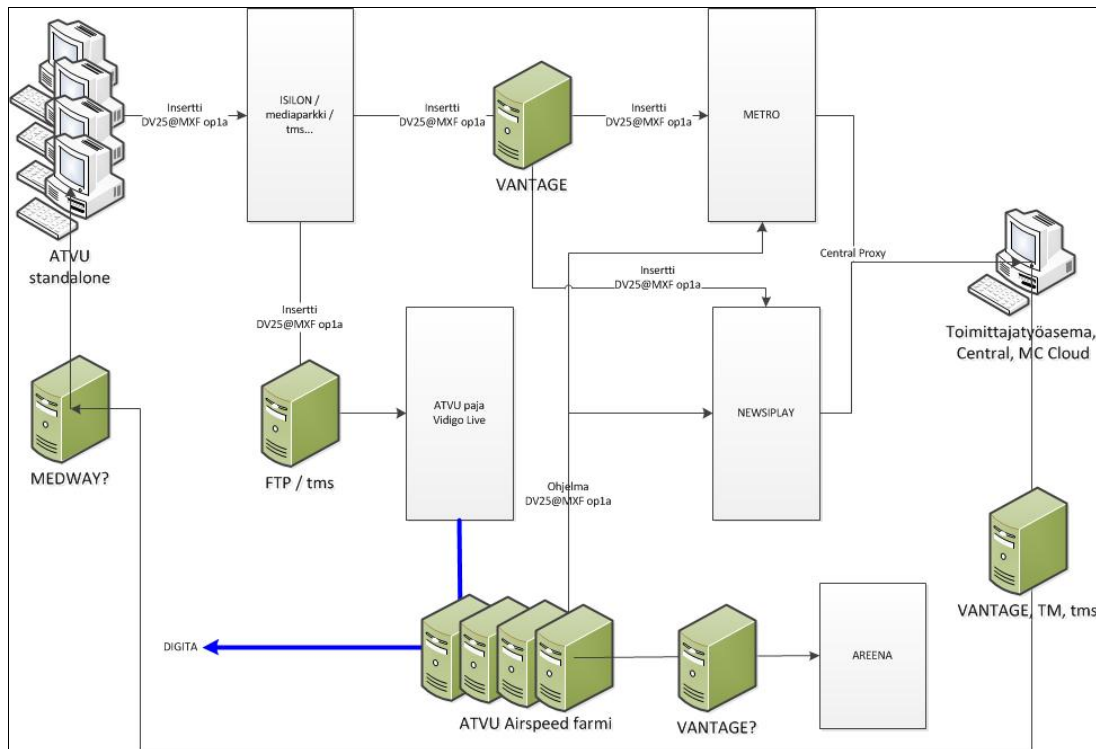 Insertti
DV25@MXF op1a
ISILON /
mediaparkki /
tms...
Insertti
DV25@MXF op1a
VANTAGE
Insertti
DV25@MXF op1a
METRO
ATVU
standalone
Central Proxy
Insertti
DV25@MXF op1a
Insertti
DV25@MXF op1a
Toimittajatyöasema,
Central, MC Cloud
MEDWAY?
FTP / tms
ATVU paja
Vidigo Live
NEWSIPLAY
Ohjelma
DV25@MXF op1a
VANTAGE, TM, tms
DIGITA
AREENA
ATVU Airspeed farmi
VANTAGE?